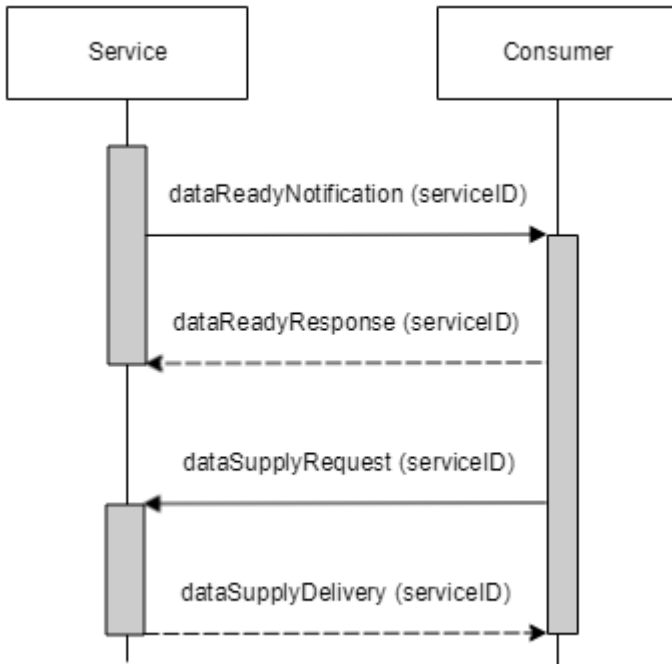 Service
Consumer
dataReadyNotification (serviceID)
dataReadyResponse (serviceID)
dataSupplyRequest (serviceID)
dataSupplyDelivery (serviceID)